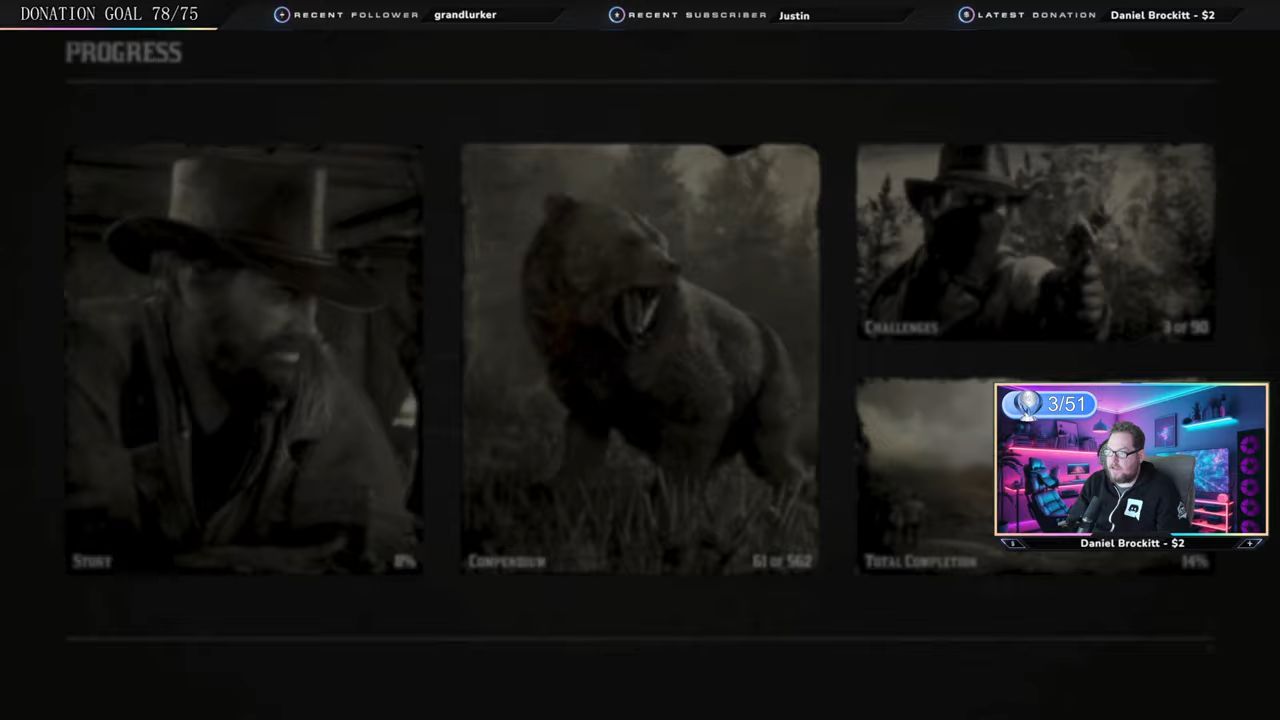 DONATION GOAL 78/75
RECENT FOLLOWER grandlurker
RECENT SUBSCRIBER Justin
LATEST DONATION Daniel Brockitt - $2
PROGRESS
CHALLENGES 3 OF 90
3/51
Daniel Brockitt - $2
STORY 8%
COMPENDIUM 61 OF 562
TOTAL COMPLETION 14%